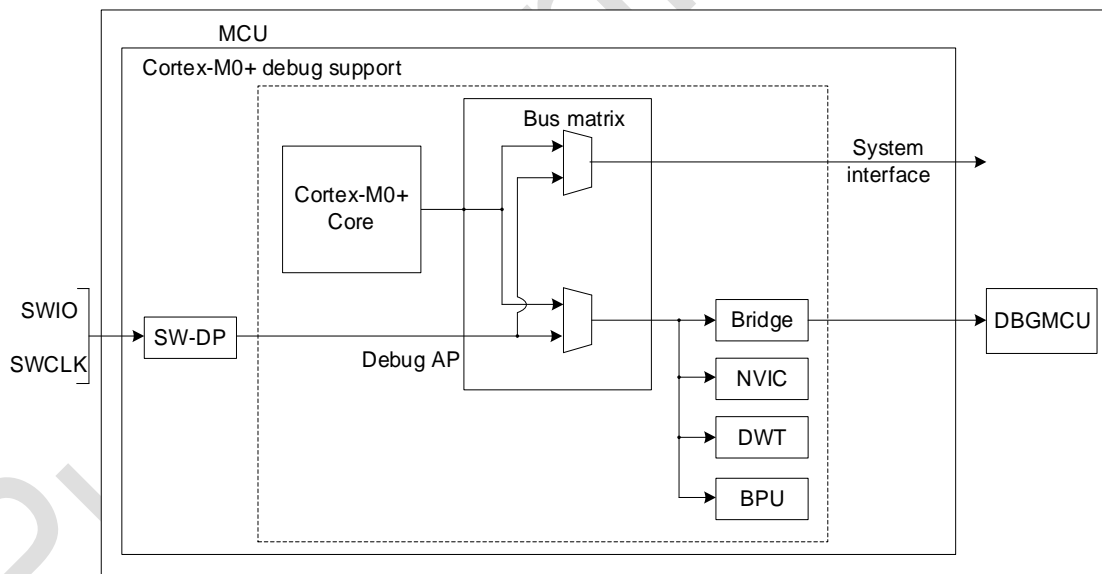 MCU
Cortex-M0+ debug support
Bus matrix
System
interface
Cortex-M0+
Core
SWIO
SWCLK
SW-DP
Debug AP
Bridge
DBGMCU
NVIC
DWT
BPU